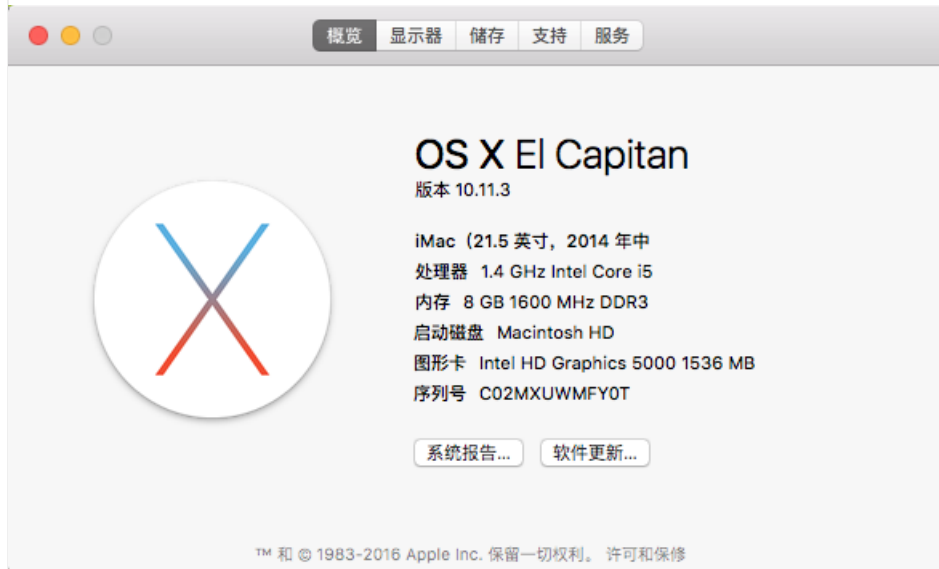 概览 显示器 储存 支持 服务
OS X El Capitan
版本 10.11.3
iMac（21.5 英寸，2014 年中
处理器 1.4 GHz Intel Core i5
内存 8 GB 1600 MHz DDR3
启动磁盘 Macintosh HD
图形卡 Intel HD Graphics 5000 1536 MB
序列号 C02MXUWMFY0T
系统报告... 软件更新...
™ 和 © 1983-2016 Apple Inc. 保留一切权利。 许可和保修